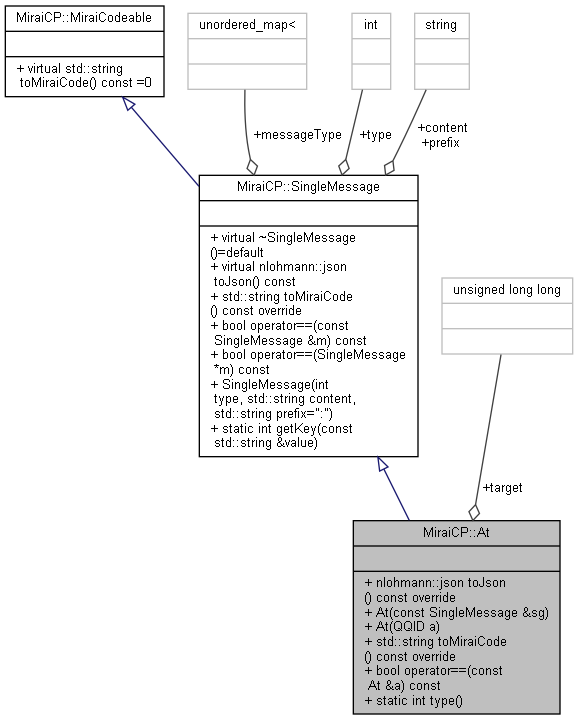 MiraiCP::MiraiCodeable
+ virtual std::string
toMiraiCode() const =0
unordered_map<
int
string
+messageType
+type
+content
+prefix
MiraiCP::SingleMessage
+ virtual ~SingleMessage
()=default
+ virtual nlohmann::json
toJson() const
+ std::string toMiraiCode
() const override
+ bool operator==(const
SingleMessage &m) const
+ bool operator==(SingleMessage
*m) const
+ SingleMessage(int
type, std::string content,
std::string prefix=":")
+ static int getKey(const
std::string &value)
unsigned long long
+target
MiraiCP::At
+ nlohmann::json toJson
() const override
+ At(const SingleMessage &sg)
+ At(QQID a)
+ std::string toMiraiCode
() const override
+ bool operator==(const
At &a) const
+ static int type()